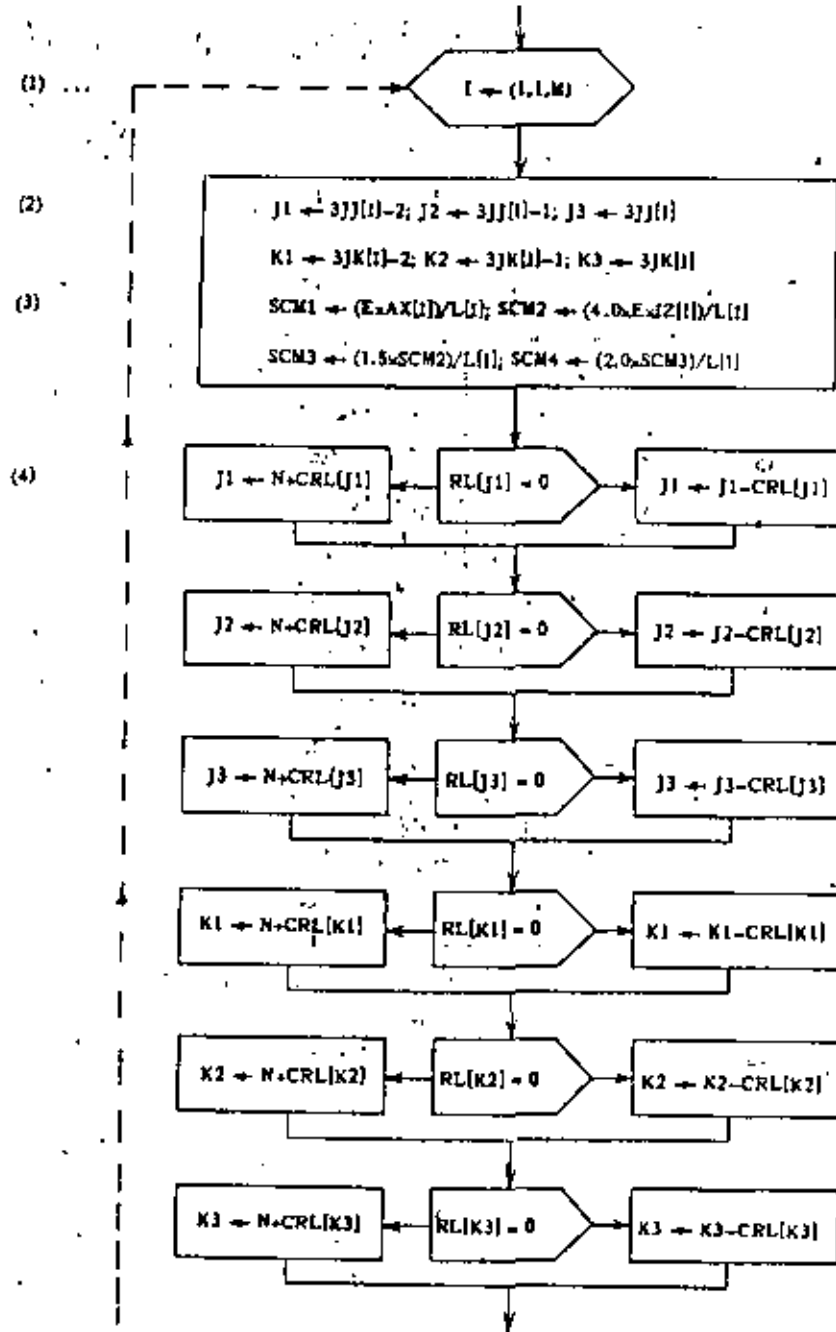 (1)
I ← (1,1,M)
(2)
J1 ← 3JJ[I]-2; J2 ← 3JJ[I]-1; J3 ← 3JJ[I]
K1 ← 3JK[I]-2; K2 ← 3JK[I]-1; K3 ← 3JK[I]
(3)
SCM1 ← (E×AX[I])/L[I]; SCM2 ← (4.0×E×IZ[I])/L[I]
SCM3 ← (1.5×SCM2)/L[I]; SCM4 ← (2.0×SCM3)/L[I]
(4)
J1 ← N+CRL[J1]
RL[J1] = 0
J1 ← J1-CRL[J1]
J2 ← N+CRL[J2]
RL[J2] = 0
J2 ← J2-CRL[J2]
J3 ← N+CRL[J3]
RL[J3] = 0
J3 ← J3-CRL[J3]
K1 ← N+CRL[K1]
RL[K1] = 0
K1 ← K1-CRL[K1]
K2 ← N+CRL[K2]
RL[K2] = 0
K2 ← K2-CRL[K2]
K3 ← N+CRL[K3]
RL[K3] = 0
K3 ← K3-CRL[K3]